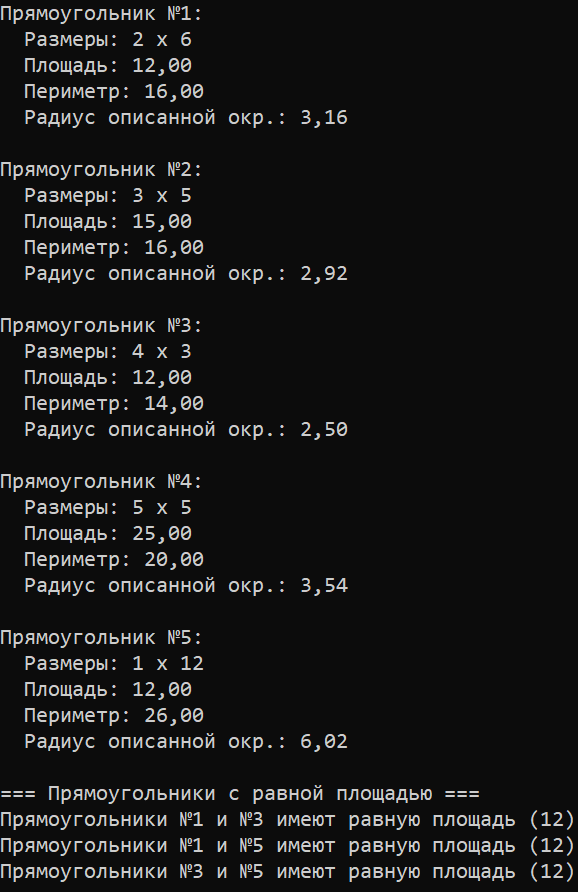 Прямоугольник №1:
Размеры: 2 x 6
Площадь: 12,00
Периметр: 16,00
Радиус описанной окр.: 3,16
Прямоугольник №2:
Размеры: 3 x 5
Площадь: 15,00
Периметр: 16,00
Радиус описанной окр.: 2,92
Прямоугольник №3:
Размеры: 4 x 3
Площадь: 12,00
Периметр: 14,00
Радиус описанной окр.: 2,50
Прямоугольник №4:
Размеры: 5 x 5
Площадь: 25,00
Периметр: 20,00
Радиус описанной окр.: 3,54
Прямоугольник №5:
Размеры: 1 x 12
Площадь: 12,00
Периметр: 26,00
Радиус описанной окр.: 6,02
=== Прямоугольники с равной площадью ===
Прямоугольники №1 и №3 имеют равную площадь (12)
Прямоугольники №1 и №5 имеют равную площадь (12)
Прямоугольники №3 и №5 имеют равную площадь (12)